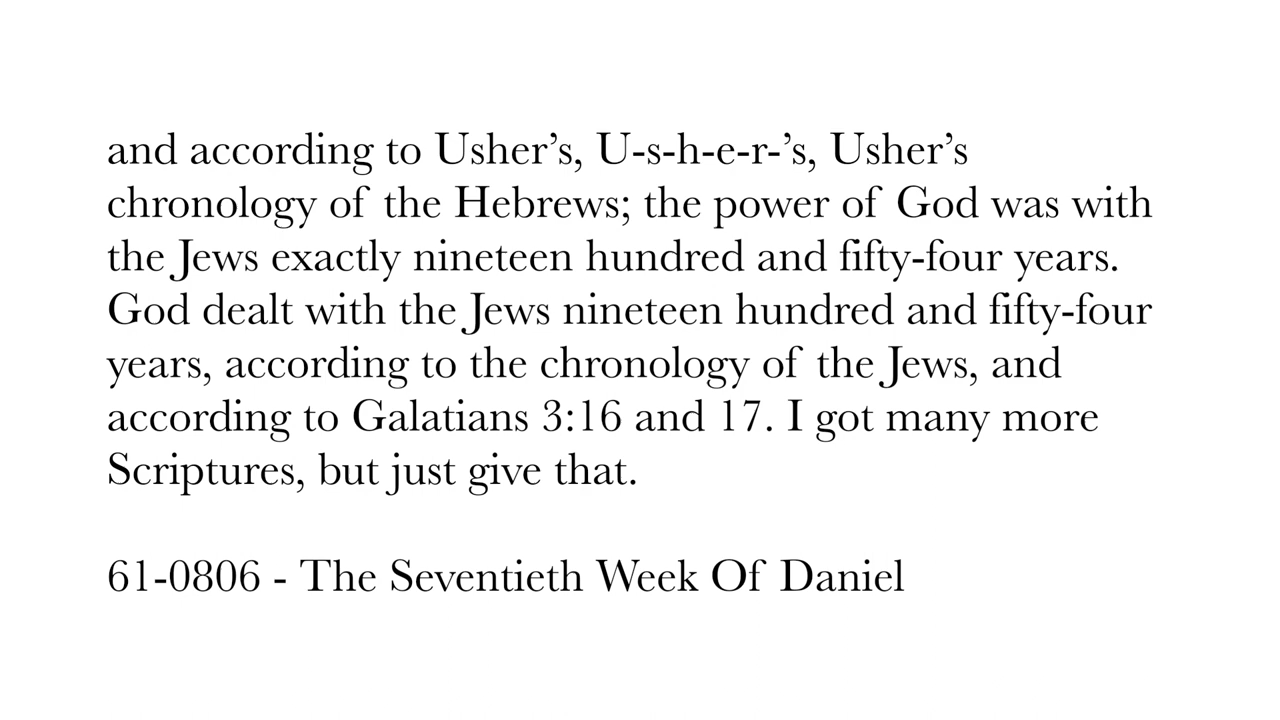 and according to Usher’s, U-s-h-e-r-’s, Usher’s
chronology of the Hebrews; the power of God was with
the Jews exactly nineteen hundred and fifty-four years.
God dealt with the Jews nineteen hundred and fifty-four
years, according to the chronology of the Jews, and
according to Galatians 3:16 and 17. I got many more
Scriptures, but just give that.
61-0806 - The Seventieth Week Of Daniel